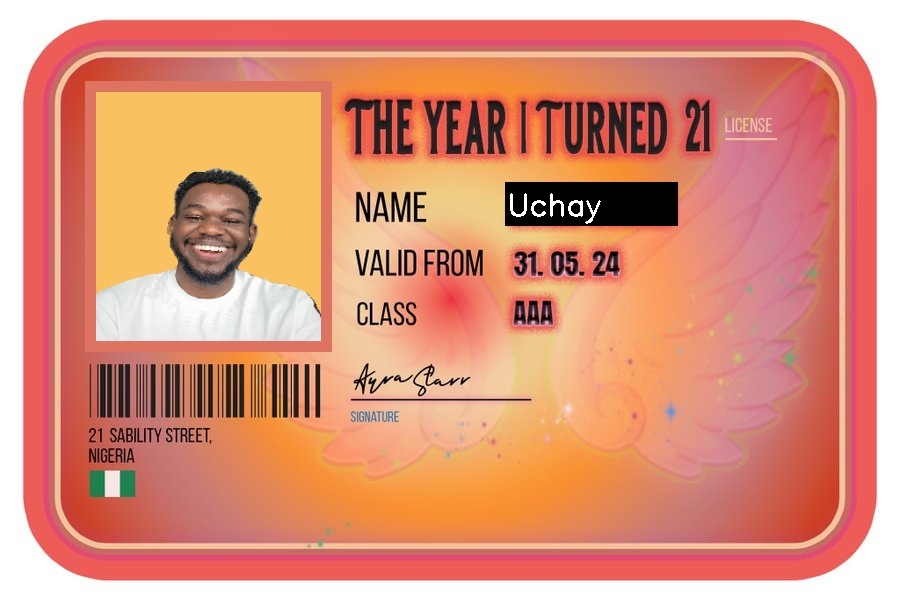 THE YEAR I TURNED 21 LICENSE
NAME Uchay
VALID FROM 31. 05. 24
CLASS AAA
Ayra Starr
SIGNATURE
21 SABILITY STREET,
NIGERIA